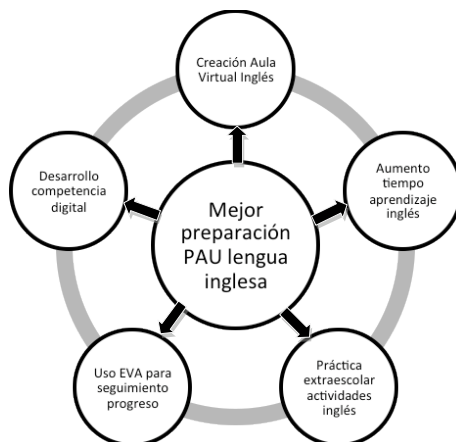 Creación Aula
Virtual Inglés
Aumento
tiempo
aprendizaje
inglés
Práctica
extraescolar
actividades
inglés
Uso EVA para
seguimiento
progreso
Desarrollo
competencia
digital
Mejor
preparación
PAU lengua
inglesa